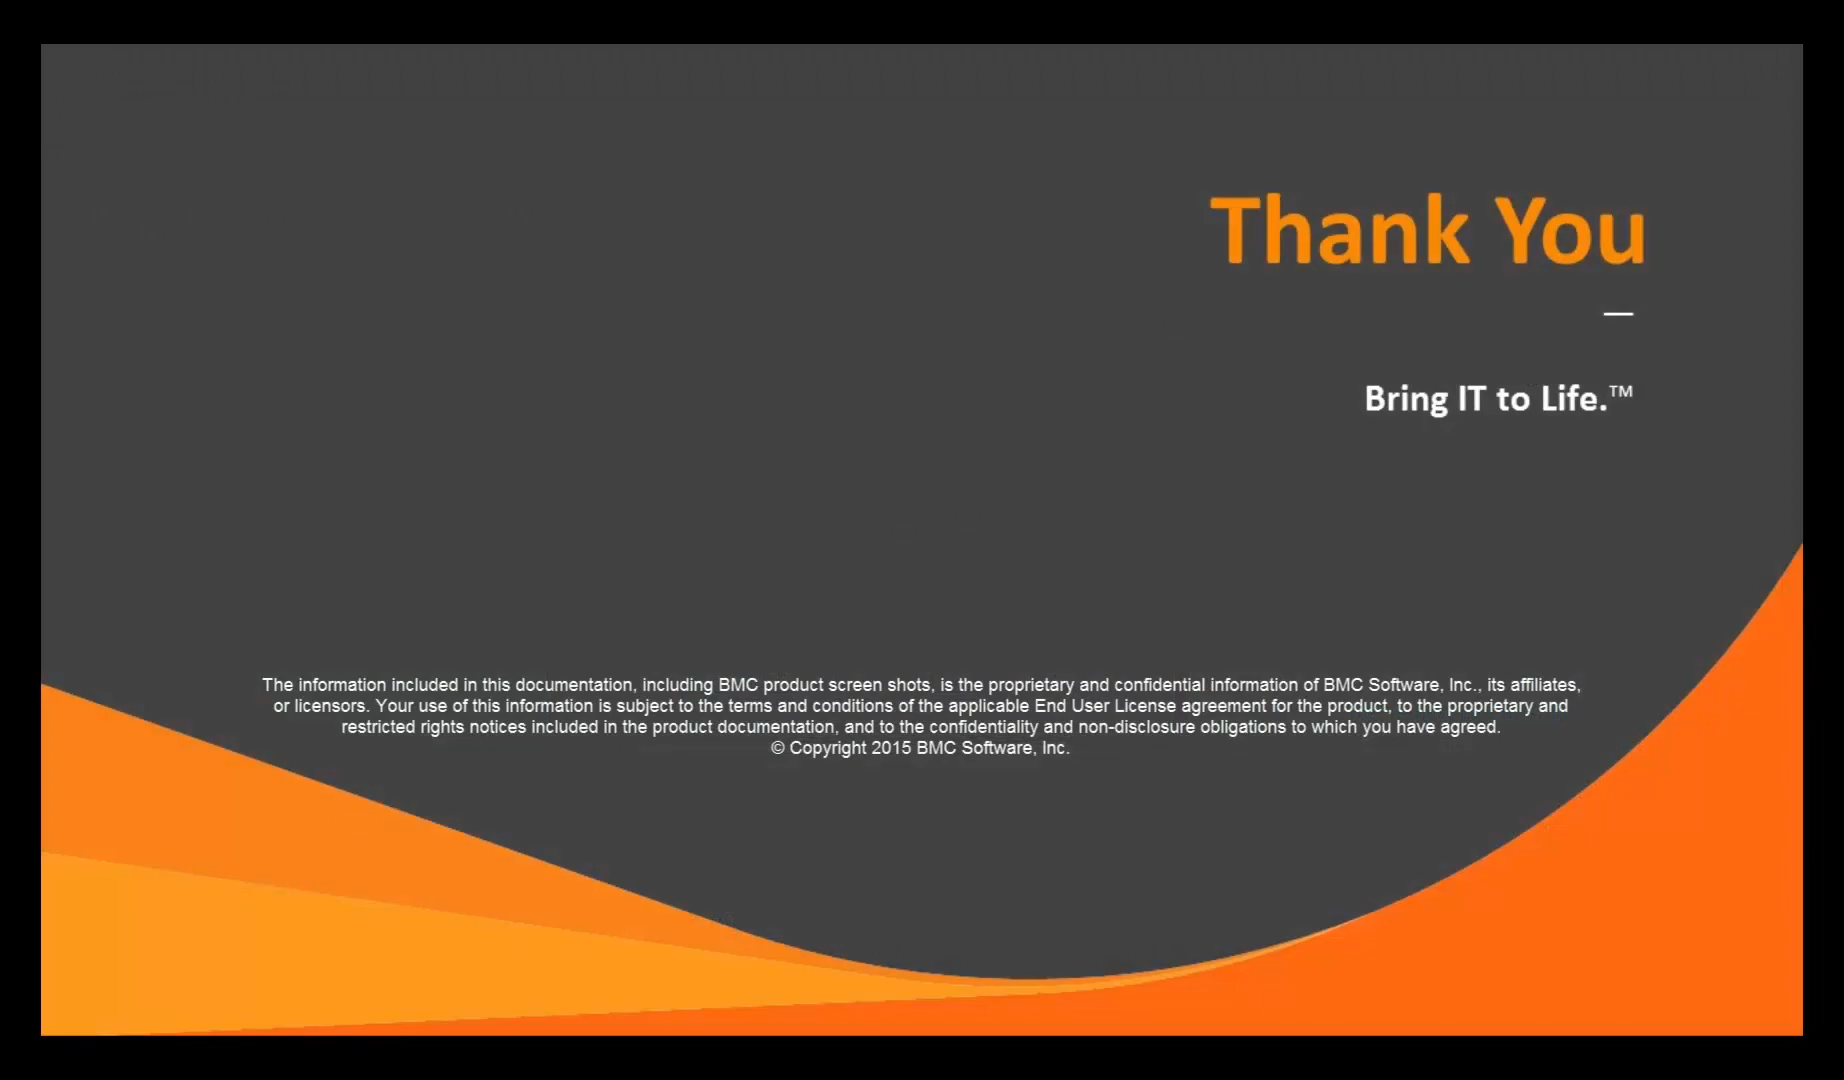 Thank You
—
Bring IT to Life.™
The information included in this documentation, including BMC product screen shots, is the proprietary and confidential information of BMC Software, Inc., its affiliates,
or licensors. Your use of this information is subject to the terms and conditions of the applicable End User License agreement for the product, to the proprietary and
restricted rights notices included in the product documentation, and to the confidentiality and non-disclosure obligations to which you have agreed.
© Copyright 2015 BMC Software, Inc.